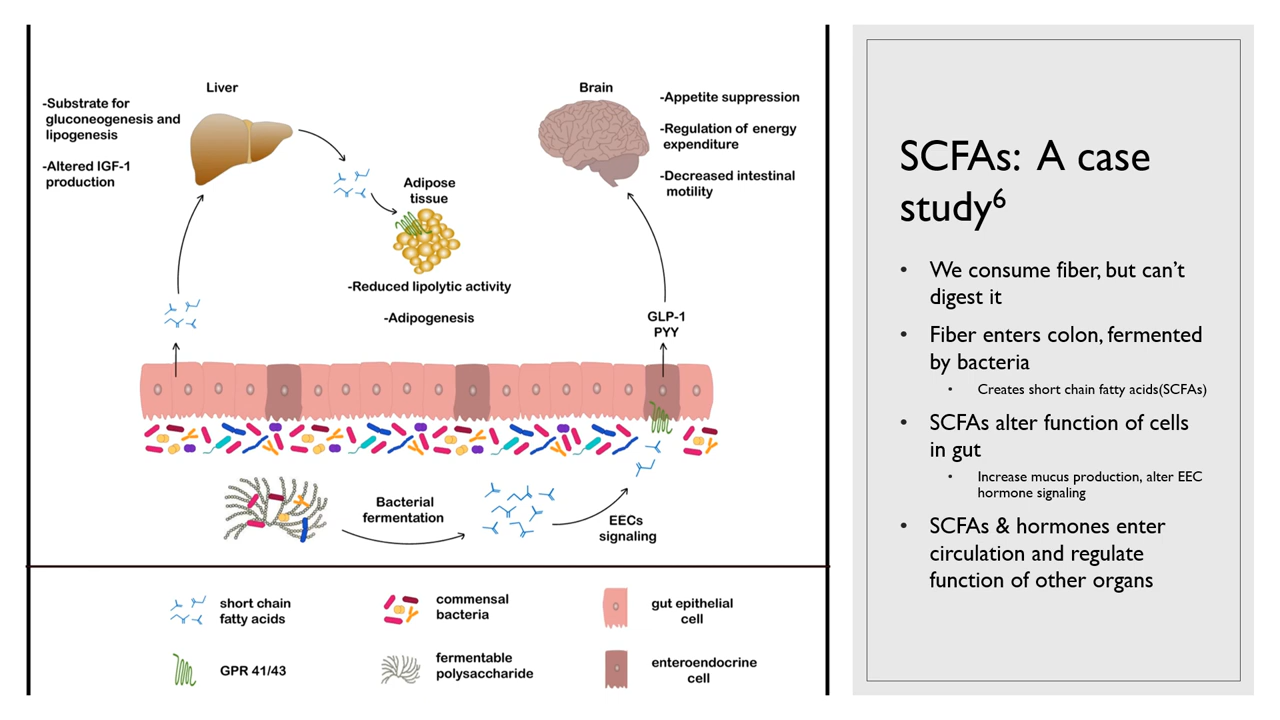 Liver
-Substrate for
gluconeogenesis and
lipogenesis
-Altered IGF-1
production
Adipose
tissue
-Reduced lipolytic activity
-Adipogenesis
Brain
-Appetite suppression
-Regulation of energy
expenditure
-Decreased intestinal
motility
GLP-1
PYY
Bacterial
fermentation
EECs
signaling
short chain
fatty acids
commensal
bacteria
gut epithelial
cell
GPR 41/43
fermentable
polysaccharide
enteroendocrine
cell
SCFAs: A case
study⁶
• We consume fiber, but can’t
digest it
• Fiber enters colon, fermented
by bacteria
• Creates short chain fatty acids(SCFAs)
• SCFAs alter function of cells
in gut
• Increase mucus production, alter EEC
hormone signaling
• SCFAs & hormones enter
circulation and regulate
function of other organs